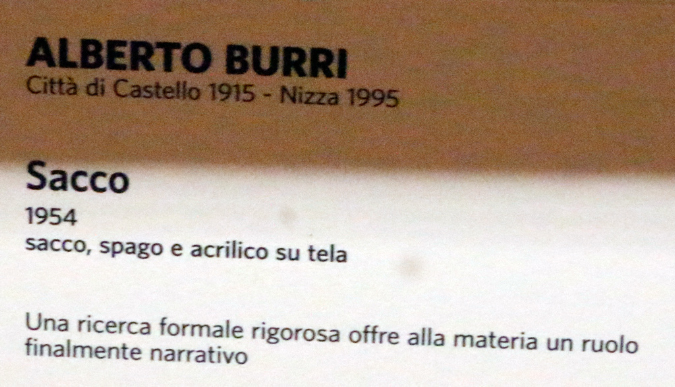 ALBERTO BURRI
Città di Castello 1915 - Nizza 1995
Sacco
1954
sacco, spago e acrilico su tela
Una ricerca formale rigorosa offre alla materia un ruolo
finalmente narrativo